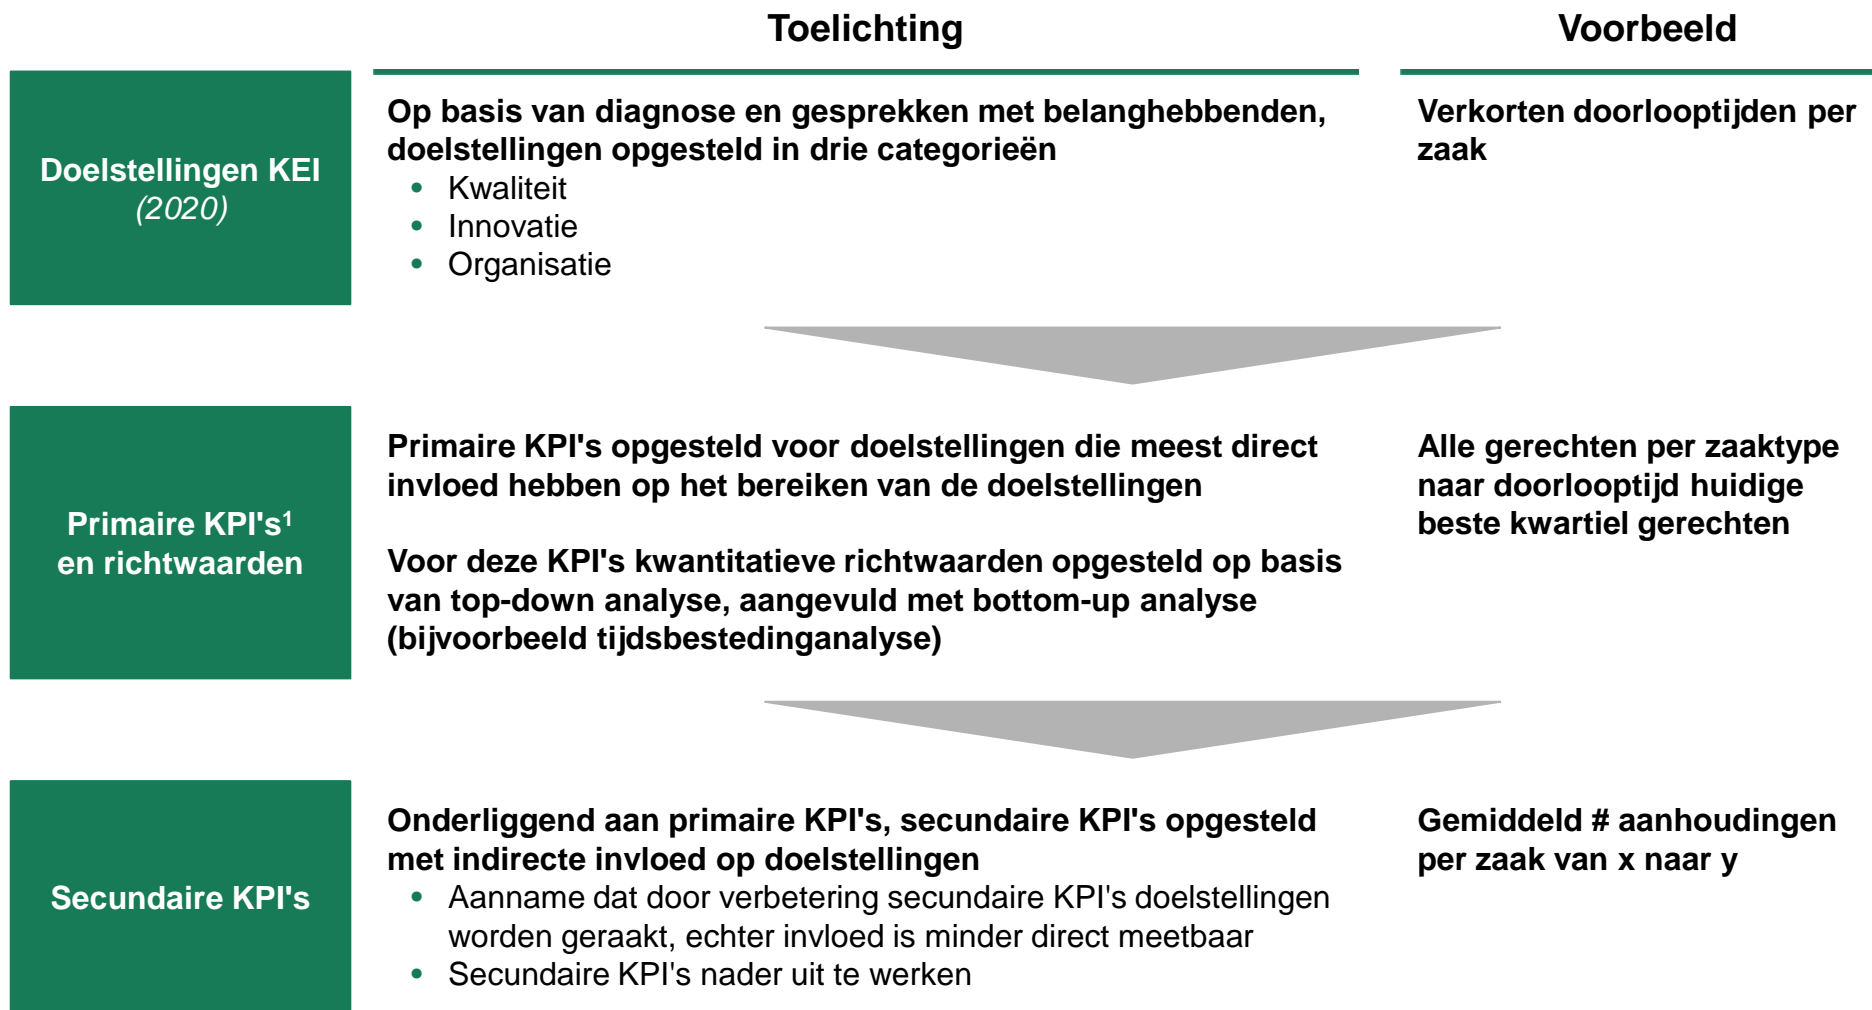 Toelichting
Voorbeeld
Doelstellingen KEI
(2020)
Op basis van diagnose en gesprekken met belanghebbenden,
doelstellingen opgesteld in drie categorieën
• Kwaliteit
• Innovatie
• Organisatie
Verkorten doorlooptijden per
zaak
Primaire KPI's¹
en richtwaarden
Primaire KPI's opgesteld voor doelstellingen die meest direct
invloed hebben op het bereiken van de doelstellingen
Voor deze KPI's kwantitatieve richtwaarden opgesteld op basis
van top-down analyse, aangevuld met bottom-up analyse
(bijvoorbeeld tijdsbestedinganalyse)
Alle gerechten per zaaktype
naar doorlooptijd huidige
beste kwartiel gerechten
Secundaire KPI's
Onderliggend aan primaire KPI's, secundaire KPI's opgesteld
met indirecte invloed op doelstellingen
• Aanname dat door verbetering secundaire KPI's doelstellingen
worden geraakt, echter invloed is minder direct meetbaar
• Secundaire KPI's nader uit te werken
Gemiddeld # aanhoudingen
per zaak van x naar y